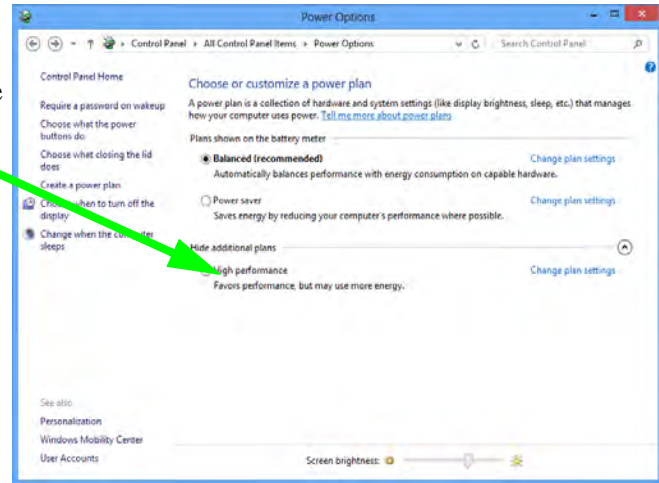 Power Options
Control Panel ▸ All Control Panel Items ▸ Power Options
Search Control Panel
Control Panel Home
Require a password on wakeup
Choose what the power
buttons do
Choose what closing the lid
does
Create a power plan
Choose when to turn off the
display
Change when the computer
sleeps
See also
Personalization
Windows Mobility Center
User Accounts
Choose or customize a power plan
A power plan is a collection of hardware and system settings (like display brightness, sleep, etc.) that manages
how your computer uses power. Tell me more about power plans
Plans shown on the battery meter
Balanced (recommended) Change plan settings
Automatically balances performance with energy consumption on capable hardware.
Power saver Change plan settings
Saves energy by reducing your computer's performance where possible.
Hide additional plans
High performance Change plan settings
Favors performance, but may use more energy.
Screen brightness: